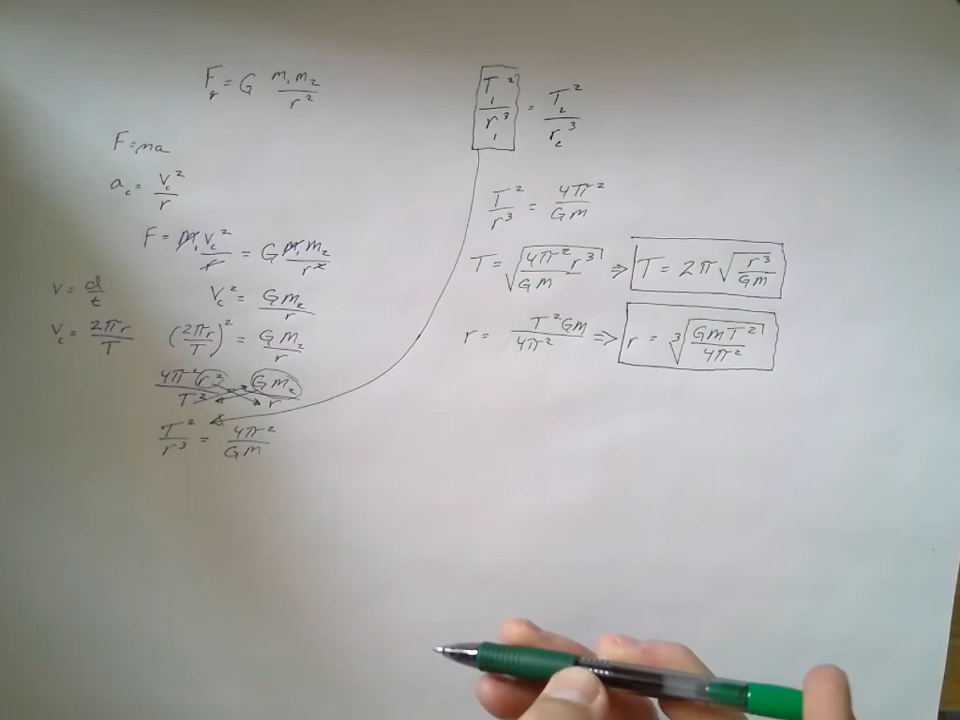 F_g = G m₁m₂/r²
F = ma
a_c = v_c²/r
F = m₁v_c²/r = G m₁m₂/r²
v = d/t
v_c² = Gm₂/r
v_c = 2πr/T
(2πr/T)² = Gm₂/r
4π²r²/T² Gm₂/r
T²/r³ = 4π²/GM
T₁²/r₁³ = T₂²/r₂³
T²/r³ = 4π²/GM
T = √(4π²r³/GM) ⇒ T = 2π√(r³/GM)
r = T²GM/4π² ⇒ r = ³√(GMT²/4π²)